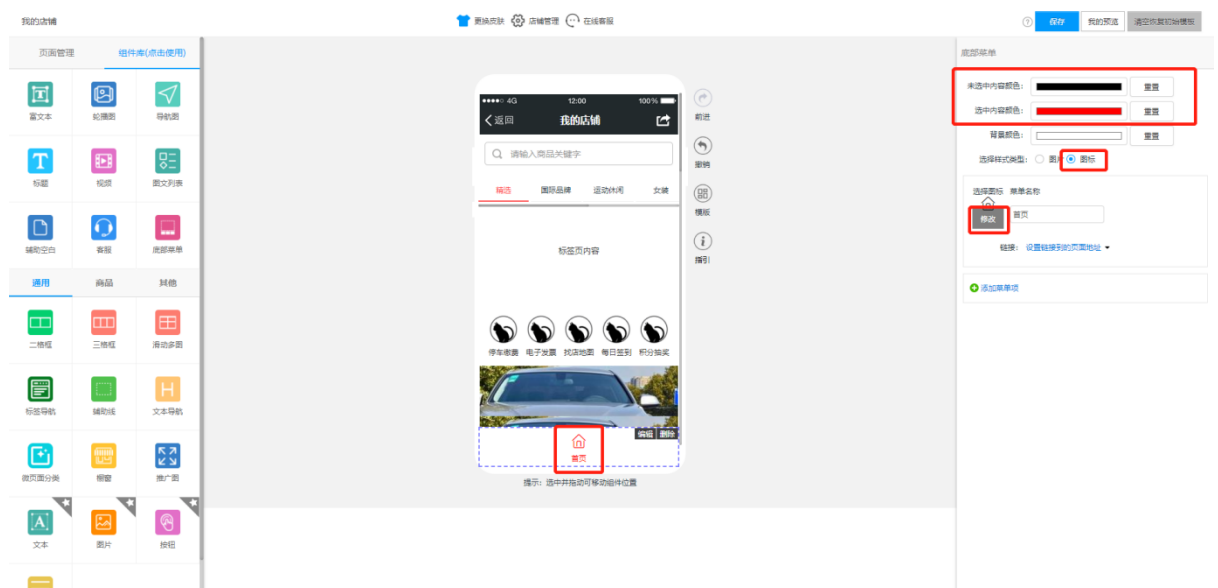 我的店铺
更换皮肤 店铺管理 在线客服
保存 我的预览 清空恢复初始模板
页面管理 组件库(点击使用)
富文本 轮播图 导航图
标题 视频 图文列表
辅助空白 客服 底部菜单
通用 商品 其他
二格框 三格框 滑动多图
标签导航 辅助线 文本导航
微页面分类 橱窗 推广图
文本 图片 按钮
4G 12:00 100%
返回 我的店铺
请输入商品关键字
精选 国际品牌 运动休闲 女装
标签页内容
停车缴费 电子发票 找店地图 每日签到 积分抽奖
编辑 删除
首页
提示：选中并拖动可移动组件位置
前进
撤销
模版
指引
底部菜单
未选中内容颜色： 重置
选中内容颜色： 重置
背景颜色： 重置
选择样式类型： 图片 图标
选择图标 菜单名称
修改 首页
链接： 设置链接到的页面地址
添加菜单项